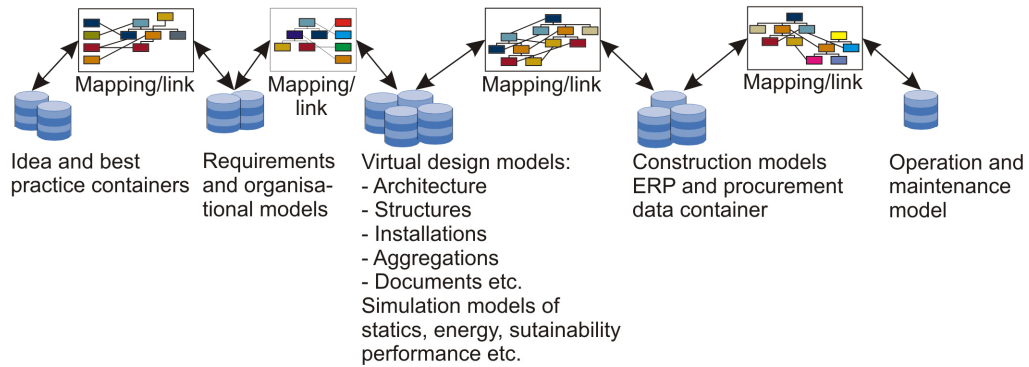 Mapping/link
Mapping/
link
Mapping/link
Mapping/link
Idea and best
practice containers
Requirements
and organisa-
tional models
Virtual design models:
- Architecture
- Structures
- Installations
- Aggregations
- Documents etc.
Simulation models of
statics, energy, sutainability
performance etc.
Construction models
ERP and procurement
data container
Operation and
maintenance
model